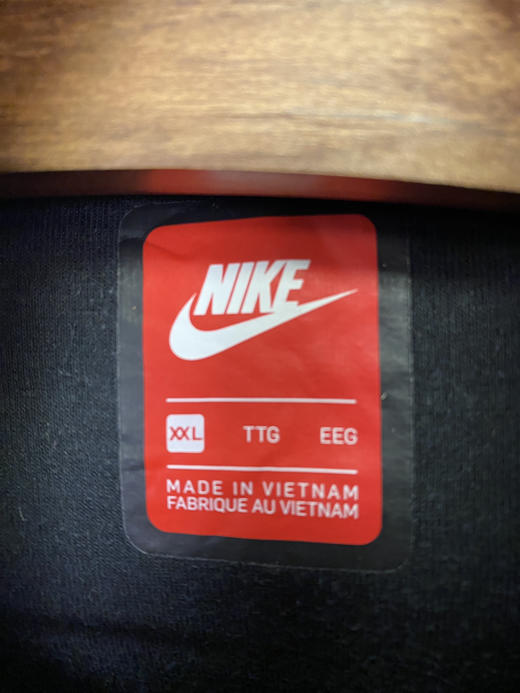 NIKE
XXL TTG EEG
MADE IN VIETNAM
FABRIQUE AU VIETNAM